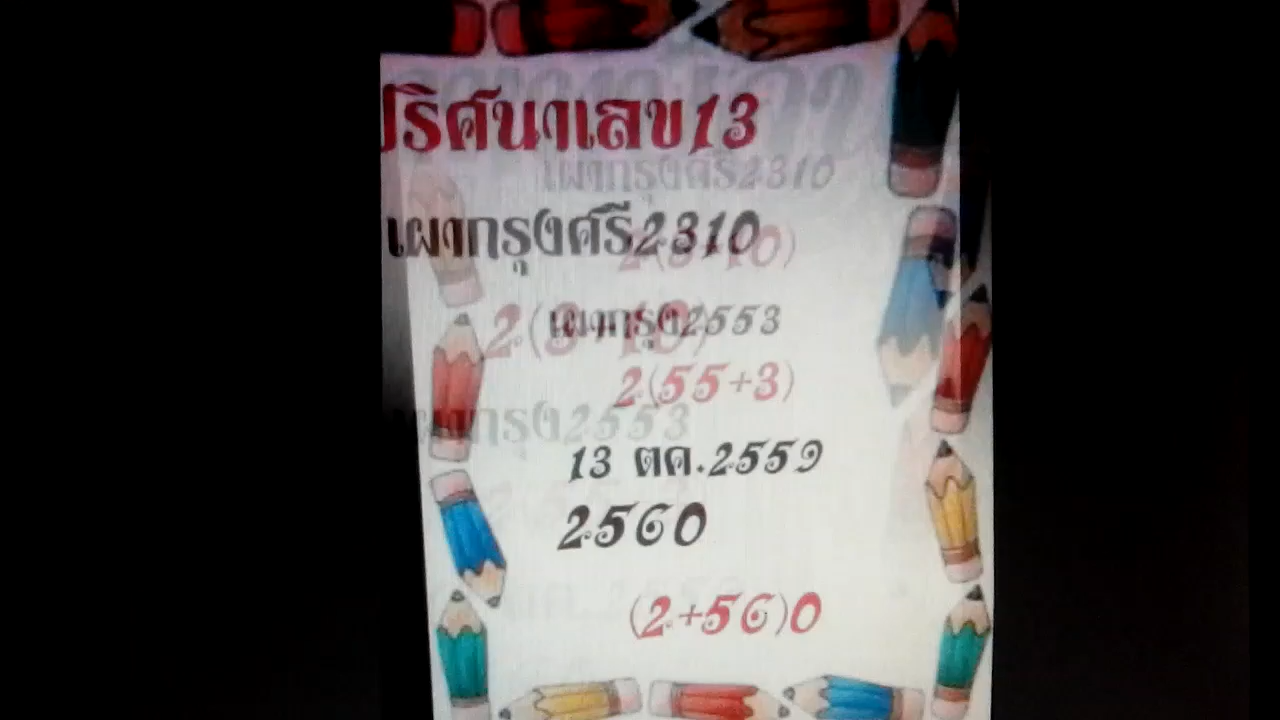 ปริศนาเลข13
เผากรุงศรี2310
2(3+10)
เผากรุง2553
2(55+3)
13 ตค.2559
2560
(2+56)0